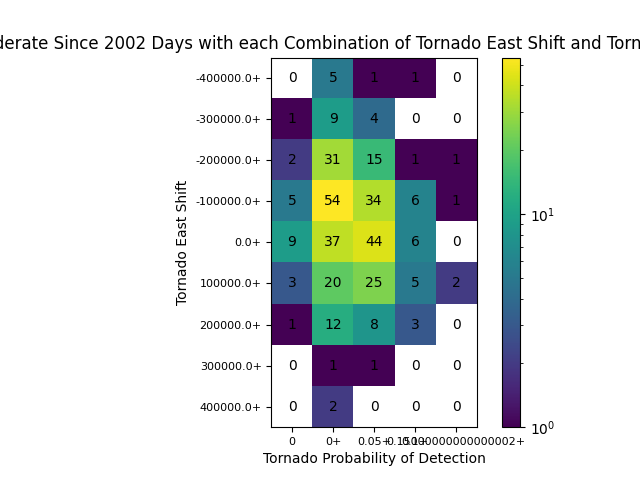 derate Since 2002 Days with each Combination of Tornado East Shift and Torn
-400000.0+ 0 5 1 1 0
-300000.0+ 1 9 4 0 0
-200000.0+ 2 31 15 1 1
-100000.0+ 5 54 34 6 1
0.0+ 9 37 44 6 0
100000.0+ 3 20 25 5 2
200000.0+ 1 12 8 3 0
300000.0+ 0 1 1 0 0
400000.0+ 0 2 0 0 0
0 0+ 0.05+
Tornado Probability of Detection
Tornado East Shift
10¹
10⁰